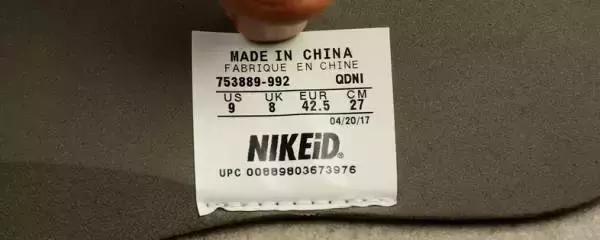 MADE IN CHINA
FABRIQUE EN CHINE
753889-992 QDNI
US UK EUR CM
9 8 42.5 27
04/20/17
NIKEiD.
UPC 00889803673976